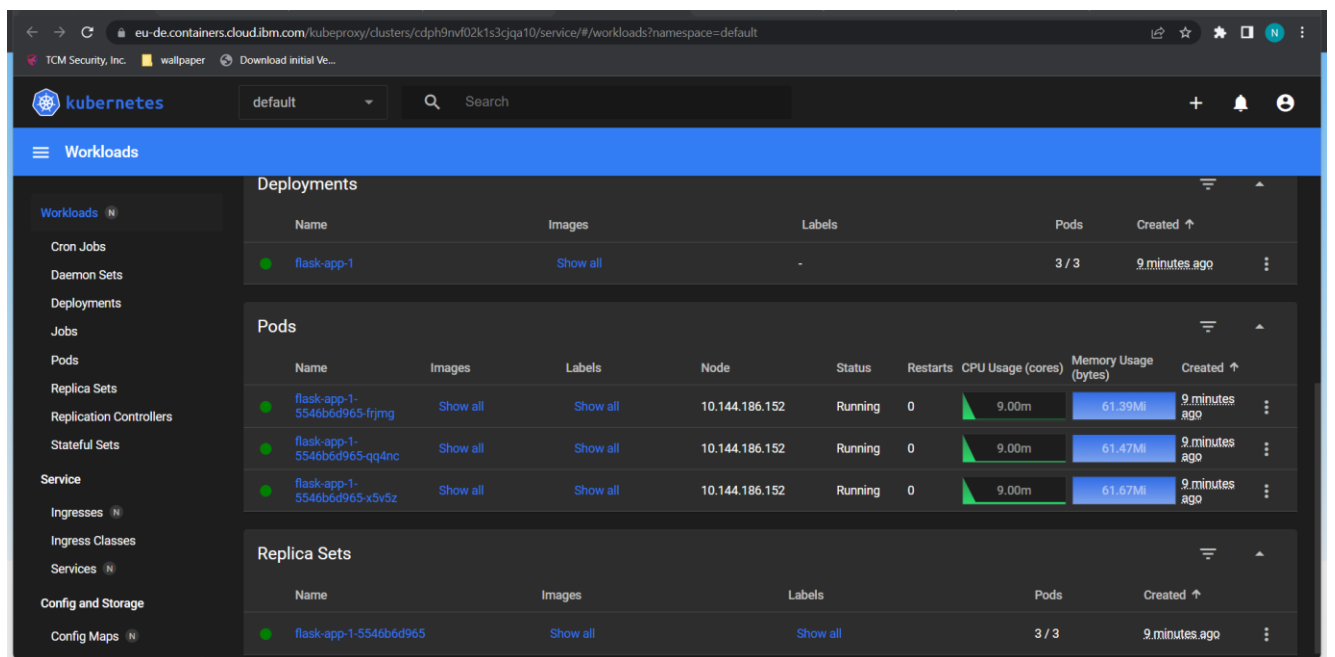 eu-de.containers.cloud.ibm.com/kubeproxy/clusters/cdph9nvf02k1s3cjqa10/service/#/workloads?namespace=default
N
TCM Security, Inc. wallpaper Download initial Ve...
kubernetes default Search
Workloads
Workloads N
Cron Jobs
Daemon Sets
Deployments
Jobs
Pods
Replica Sets
Replication Controllers
Stateful Sets
Service
Ingresses N
Ingress Classes
Services N
Config and Storage
Config Maps N
Deployments
Name Images Labels Pods Created
flask-app-1 Show all - 3 / 3 9 minutes ago
Pods
Name Images Labels Node Status Restarts CPU Usage (cores) Memory Usage (bytes) Created
flask-app-1-5546b6d965-frjmg Show all Show all 10.144.186.152 Running 0 9.00m 61.39Mi 9 minutes ago
flask-app-1-5546b6d965-qq4nc Show all Show all 10.144.186.152 Running 0 9.00m 61.47Mi 9 minutes ago
flask-app-1-5546b6d965-x5v5z Show all Show all 10.144.186.152 Running 0 9.00m 61.67Mi 9 minutes ago
Replica Sets
Name Images Labels Pods Created
flask-app-1-5546b6d965 Show all Show all 3 / 3 9 minutes ago